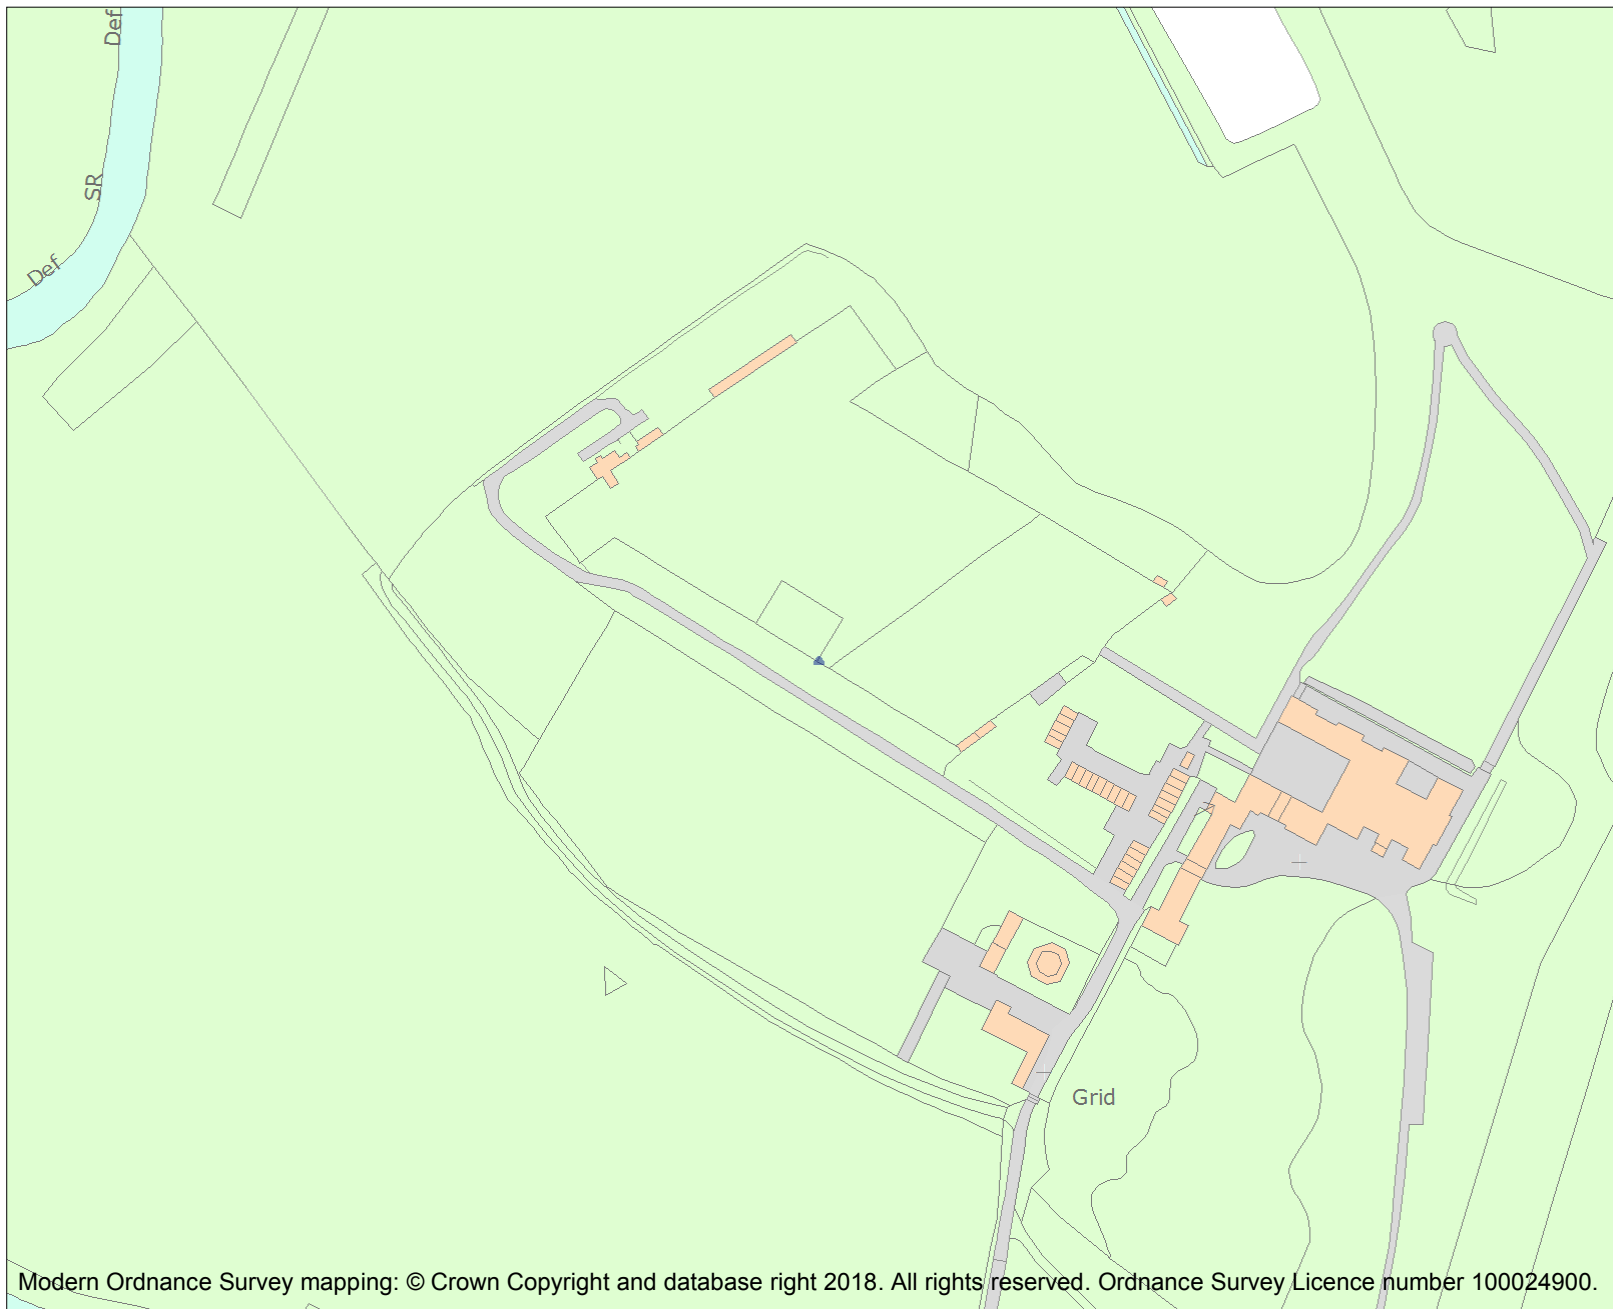 Def
SR
Def
Grid
Modern Ordnance Survey mapping: © Crown Copyright and database right 2018. All rights reserved. Ordnance Survey Licence number 100024900.